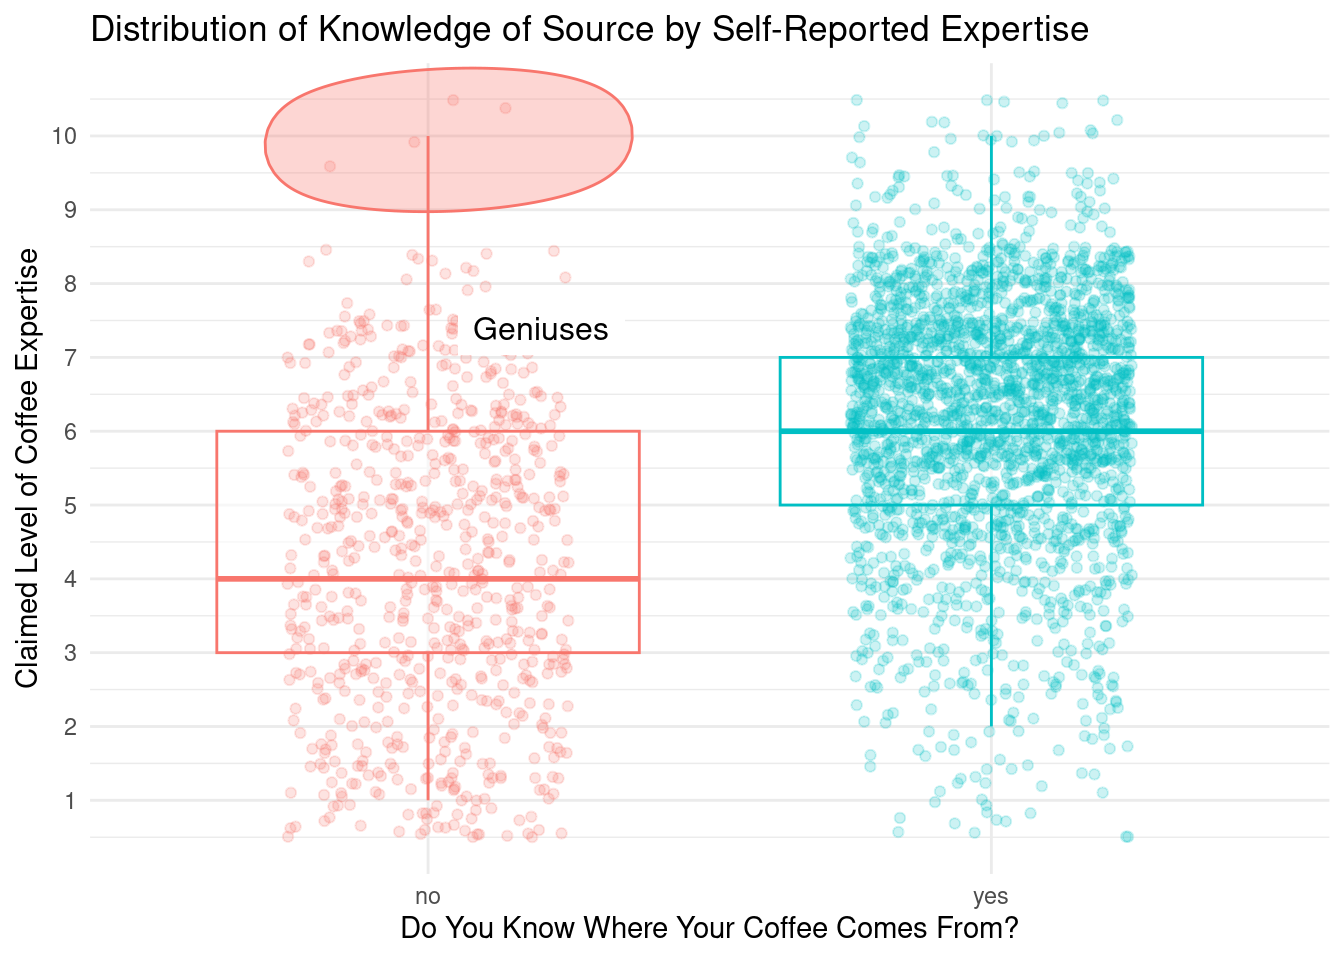 Distribution of Knowledge of Source by Self-Reported Expertise
Claimed Level of Coffee Expertise
10
9
8
7
6
5
4
3
2
1
Geniuses
no
yes
Do You Know Where Your Coffee Comes From?